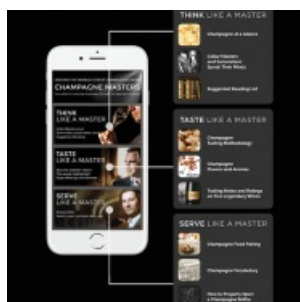 CHAMPAGNE MASTERS
THINK
LIKE A MASTER
TASTE
LIKE A MASTER
SERVE
LIKE A MASTER
THINK LIKE A MASTER
Champagne at a Glance
Cellar Masters
and Sommeliers
Speak Their Minds
Suggested Reading List
TASTE LIKE A MASTER
Champagne
Tasting Methodology
Champagne
Flavors and Aromas
Tasting Notes and Ratings
on Five Legendary Wines
SERVE LIKE A MASTER
Champagne Food Pairing
Champagne Vocabulary
How to Properly Open
a Champagne Bottle